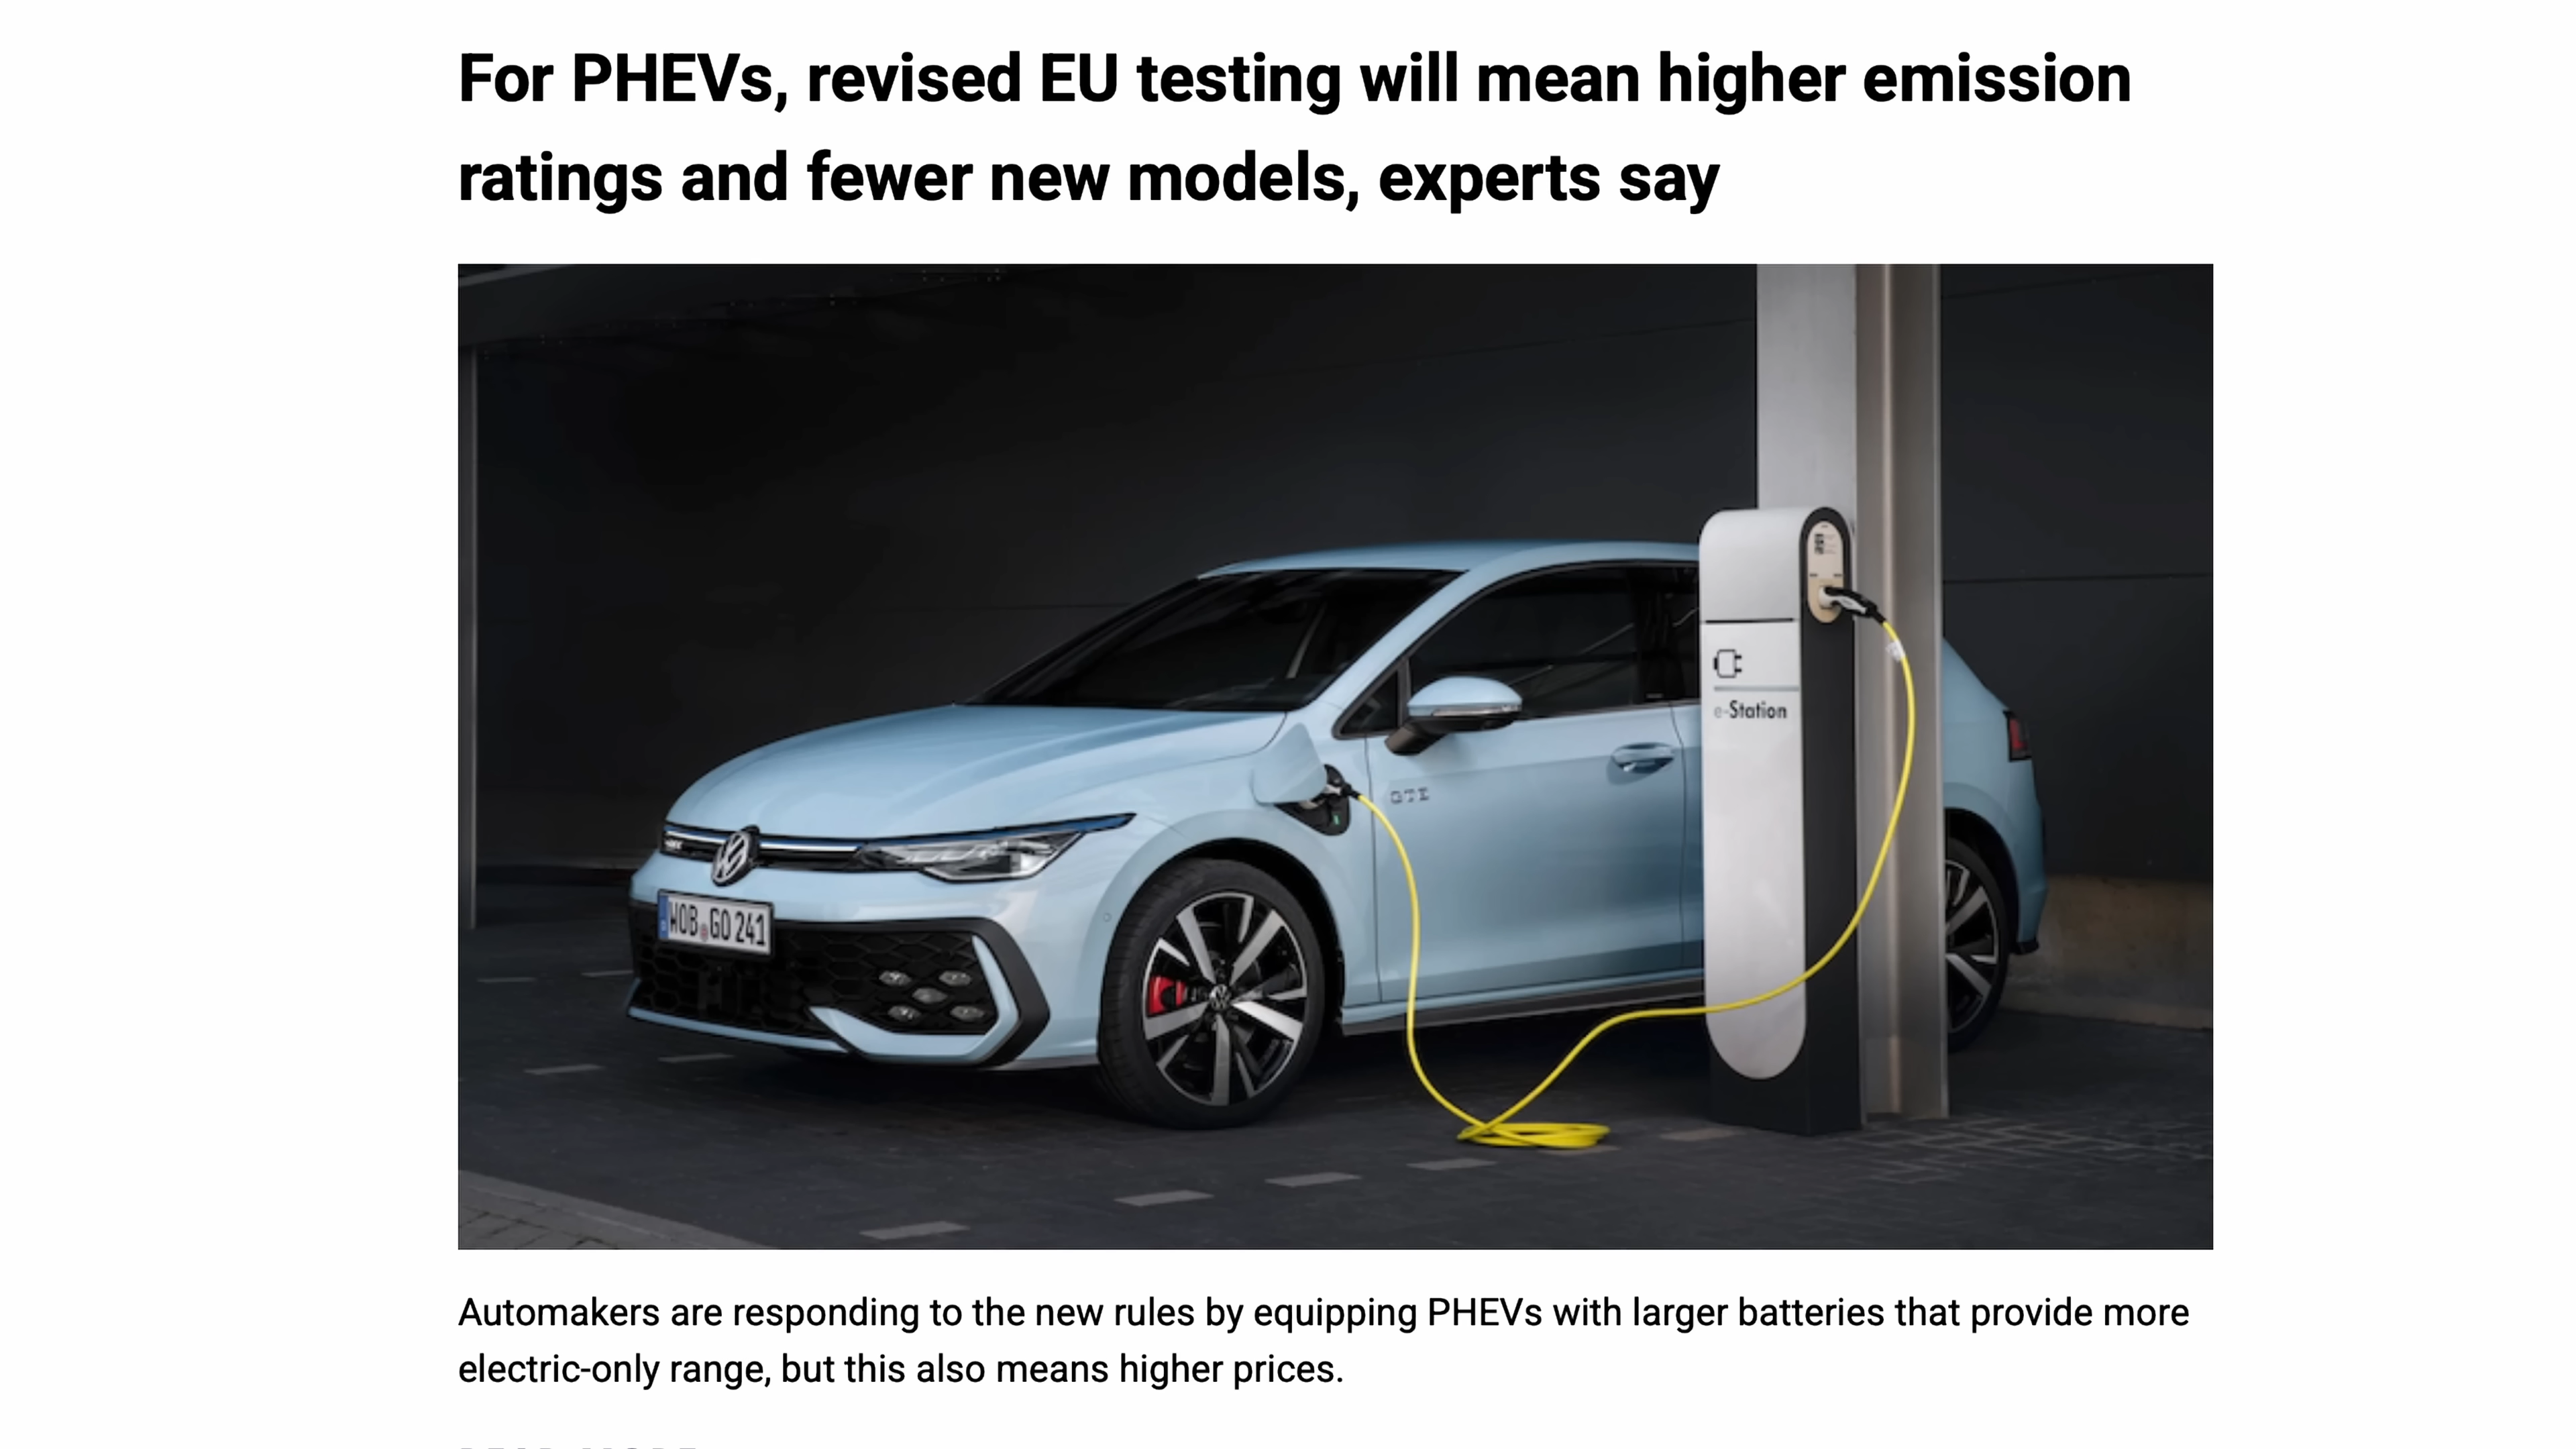 For PHEVs, revised EU testing will mean higher emission
ratings and fewer new models, experts say
e-Station
GTE
WOB GO 241
Automakers are responding to the new rules by equipping PHEVs with larger batteries that provide more
electric-only range, but this also means higher prices.